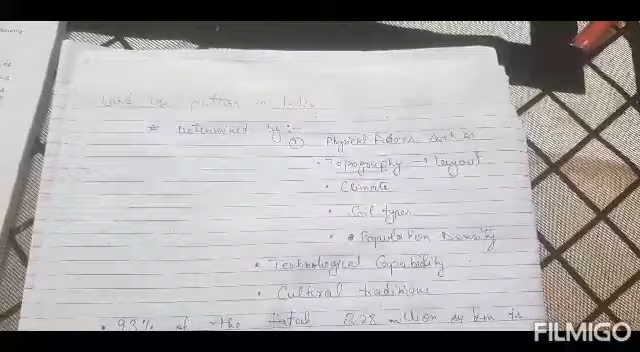 Land use pattern in India
* Determined by :-
① Physical Factors such as
• Topography → Layout
• Climate
• Soil types
• Population Density
• Technological Capability
• Cultural traditions
• 93% of the total 3.28 million sq km is
FILMIGO